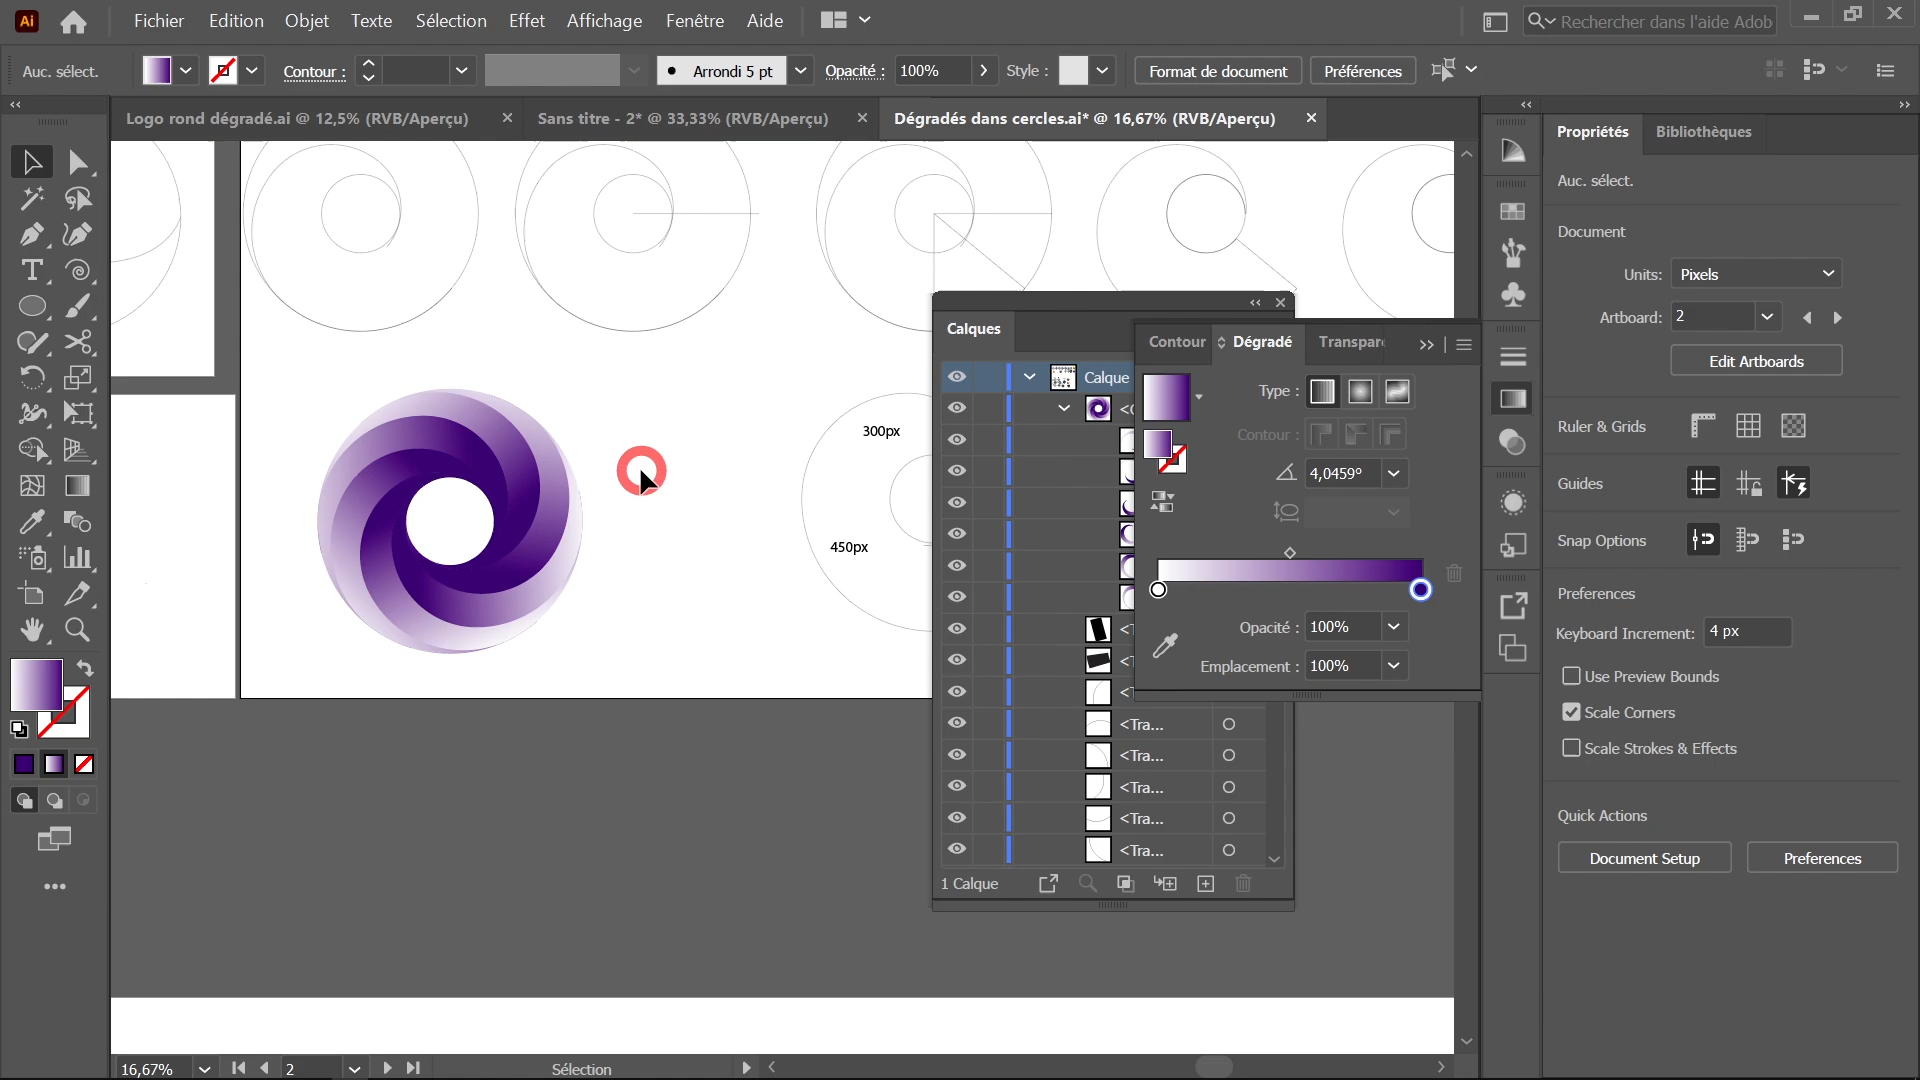 Ai Fichier Edition Objet Texte Sélection Effet Affichage Fenêtre Aide Rechercher dans l'aide Adob
Auc. sélect. Contour : Arrondi 5 pt Opacité : 100% Style : Format de document Préférences
Logo rond dégradé.ai @ 12,5% (RVB/Aperçu) Sans titre - 2* @ 33,33% (RVB/Aperçu) Dégradés dans cercles.ai* @ 16,67% (RVB/Aperçu)
Propriétés Bibliothèques
Auc. sélect.
Document
Units: Pixels
Artboard: 2
Edit Artboards
Ruler & Grids
Guides
Snap Options
Preferences
Keyboard Increment: 4 px
Use Preview Bounds
Scale Corners
Scale Strokes & Effects
Quick Actions
Document Setup Preferences
300px
450px
Calques
Calque
<Tra...
<Tra...
<Tra...
<Tra...
<Tra...
1 Calque
Contour Dégradé Transpar
Type :
Contour :
4,0459°
Opacité : 100%
Emplacement : 100%
16,67% 2 Sélection